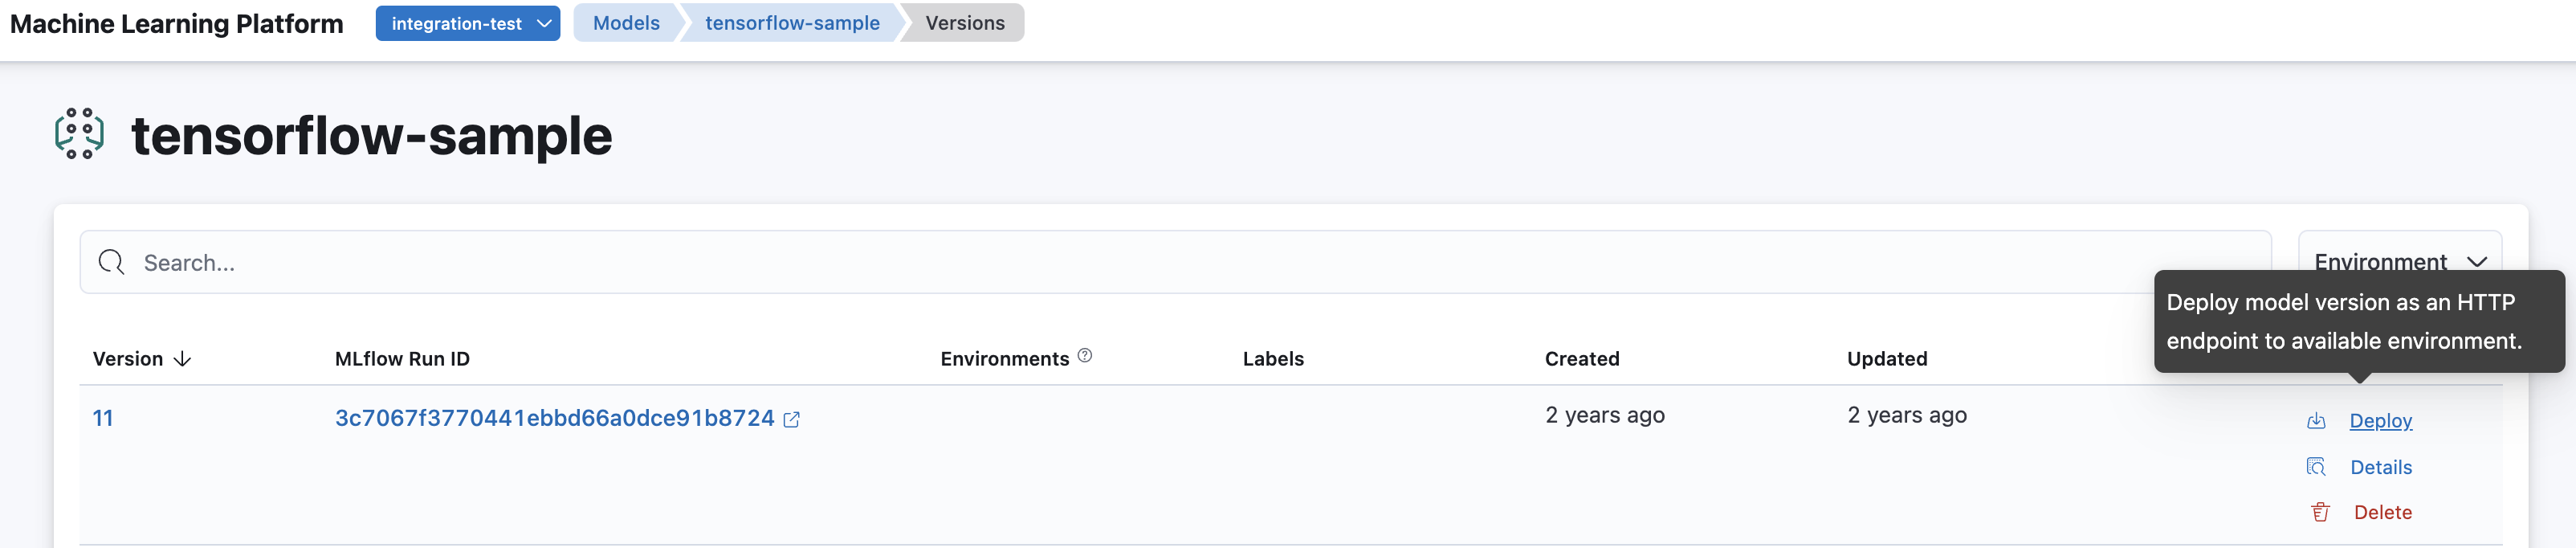 Machine Learning Platform
integration-test
Models
tensorflow-sample
Versions
tensorflow-sample
Search...
Environment
Deploy model version as an HTTP
endpoint to available environment.
Version
MLflow Run ID
Environments
Labels
Created
Updated
11
3c7067f3770441ebbd66a0dce91b8724
2 years ago
2 years ago
Deploy
Details
Delete